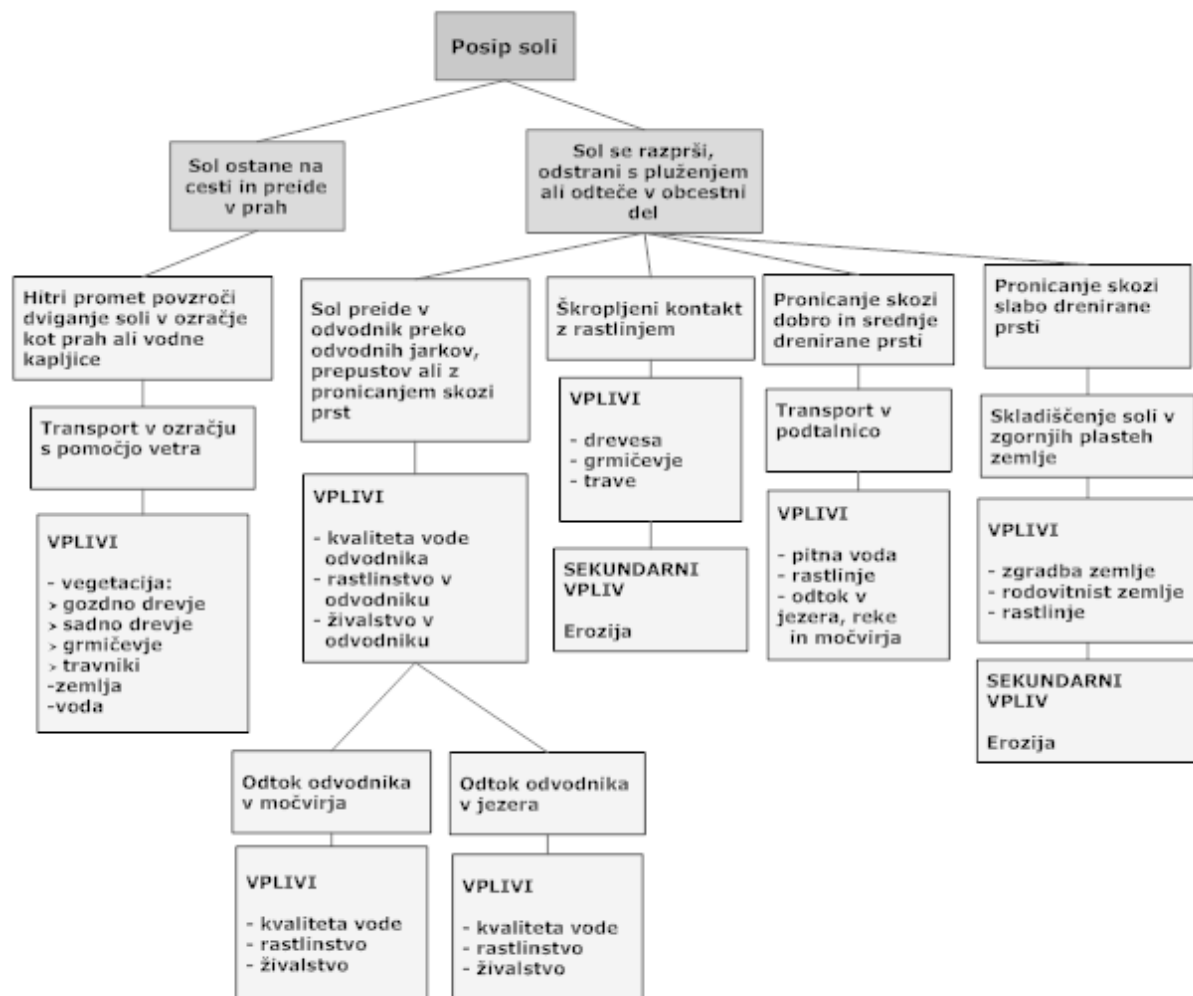 Posip soli
Sol ostane na
cesti in preide
v prah
Sol se razprši,
odstrani s pluženjem
ali odteče v obcestni
del
Hitri promet povzroči
dviganje soli v ozračje
kot prah ali vodne
kapljice
Transport v ozračju
s pomočjo vetra
VPLIVI
- vegetacija:
> gozdno drevje
> sadno drevje
> grmičevje
> travniki
-zemlja
-voda
Sol preide v
odvodnik preko
odvodnih jarkov,
prepustov ali z
pronicanjem skozi
prst
VPLIVI
- kvaliteta vode
odvodnika
- rastlinstvo v
odvodniku
- živalstvo v
odvodniku
Odtok odvodnika
v močvirja
VPLIVI
- kvaliteta vode
- rastlinstvo
- živalstvo
Odtok odvodnika
v jezera
VPLIVI
- kvaliteta vode
- rastlinstvo
- živalstvo
Škropljeni kontakt
z rastlinjem
VPLIVI
- drevesa
- grmičevje
- trave
SEKUNDARNI
VPLIV
Erozija
Pronicanje skozi
dobro in srednje
drenirane prsti
Transport v
podtalnico
VPLIVI
- pitna voda
- rastlinje
- odtok v
jezera, reke
in močvirja
Pronicanje skozi
slabo drenirane
prsti
Skladiščenje soli v
zgornjih plasteh
zemlje
VPLIVI
- zgradba zemlje
- rodovitnist zemlje
- rastlinje
SEKUNDARNI
VPLIV
Erozija